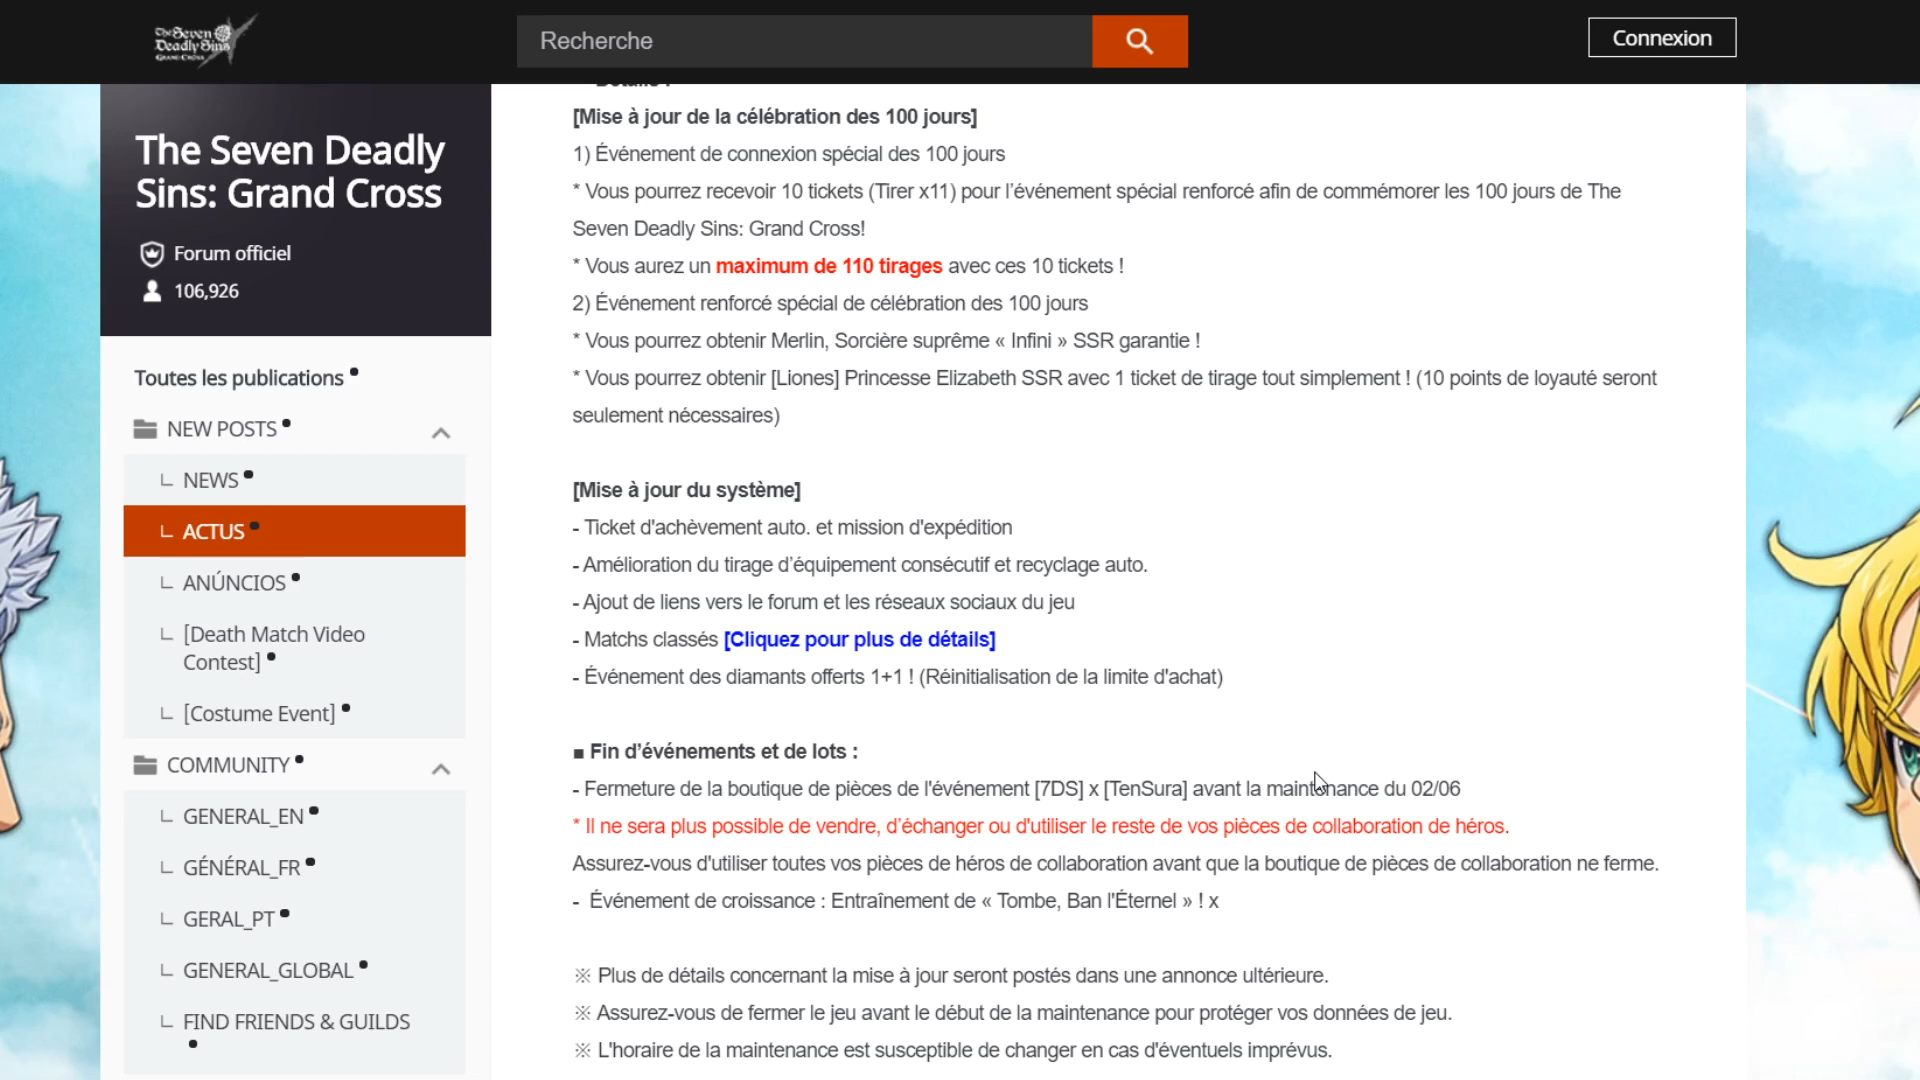 The Seven
Deadly Sins
GRAND CROSS
Recherche
Connexion
The Seven Deadly
Sins: Grand Cross
Forum officiel
106,926
Toutes les publications
NEW POSTS
NEWS
ACTUS
ANÚNCIOS
[Death Match Video
Contest]
[Costume Event]
COMMUNITY
GENERAL_EN
GÉNÉRAL_FR
GERAL_PT
GENERAL_GLOBAL
FIND FRIENDS & GUILDS
[Mise à jour de la célébration des 100 jours]
1) Événement de connexion spécial des 100 jours
* Vous pourrez recevoir 10 tickets (Tirer x11) pour l’événement spécial renforcé afin de commémorer les 100 jours de The
Seven Deadly Sins: Grand Cross!
* Vous aurez un maximum de 110 tirages avec ces 10 tickets !
2) Événement renforcé spécial de célébration des 100 jours
* Vous pourrez obtenir Merlin, Sorcière suprême « Infini » SSR garantie !
* Vous pourrez obtenir [Liones] Princesse Elizabeth SSR avec 1 ticket de tirage tout simplement ! (10 points de loyauté seront
seulement nécessaires)
[Mise à jour du système]
- Ticket d'achèvement auto. et mission d'expédition
- Amélioration du tirage d’équipement consécutif et recyclage auto.
- Ajout de liens vers le forum et les réseaux sociaux du jeu
- Matchs classés [Cliquez pour plus de détails]
- Événement des diamants offerts 1+1 ! (Réinitialisation de la limite d'achat)
■ Fin d’événements et de lots :
- Fermeture de la boutique de pièces de l'événement [7DS] x [TenSura] avant la maintenance du 02/06
* Il ne sera plus possible de vendre, d’échanger ou d'utiliser le reste de vos pièces de collaboration de héros.
Assurez-vous d'utiliser toutes vos pièces de héros de collaboration avant que la boutique de pièces de collaboration ne ferme.
- Événement de croissance : Entraînement de « Tombe, Ban l'Éternel » ! x
※ Plus de détails concernant la mise à jour seront postés dans une annonce ultérieure.
※ Assurez-vous de fermer le jeu avant le début de la maintenance pour protéger vos données de jeu.
※ L'horaire de la maintenance est susceptible de changer en cas d'éventuels imprévus.